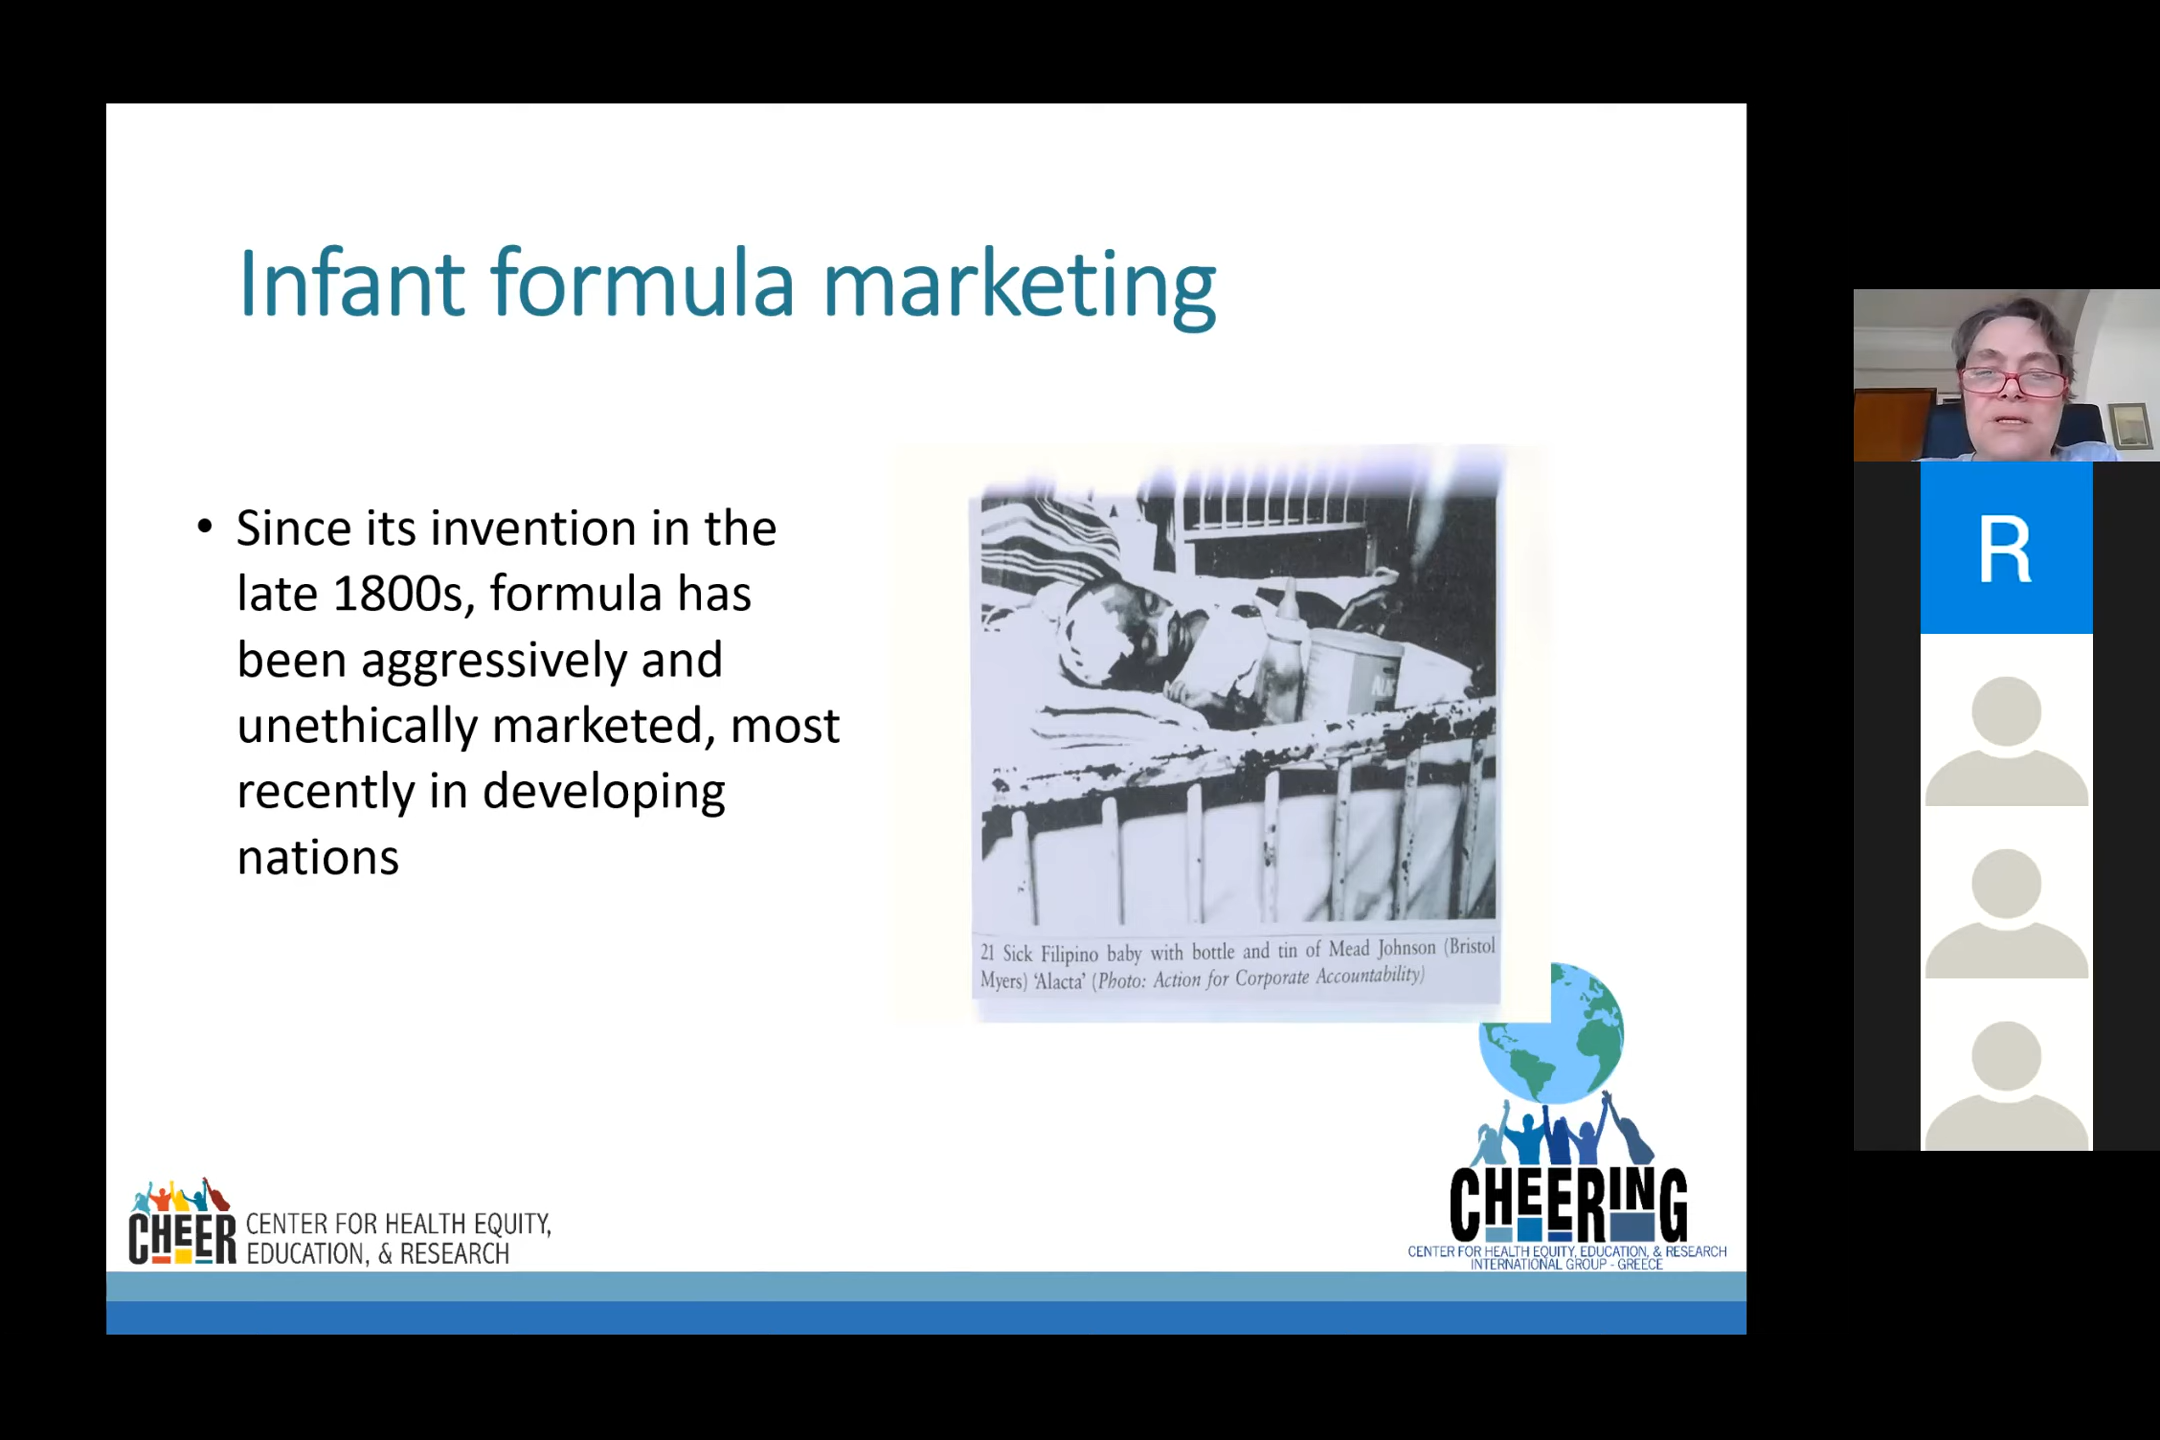 Infant formula marketing
• Since its invention in the
late 1800s, formula has
been aggressively and
unethically marketed, most
recently in developing
nations
21 Sick Filipino baby with bottle and tin of Mead Johnson (Bristol
Myers) ‘Alacta’ (Photo: Action for Corporate Accountability)
CHEER CENTER FOR HEALTH EQUITY,
EDUCATION, & RESEARCH
CHEERING
CENTER FOR HEALTH EQUITY, EDUCATION, & RESEARCH
INTERNATIONAL GROUP - GREECE
R